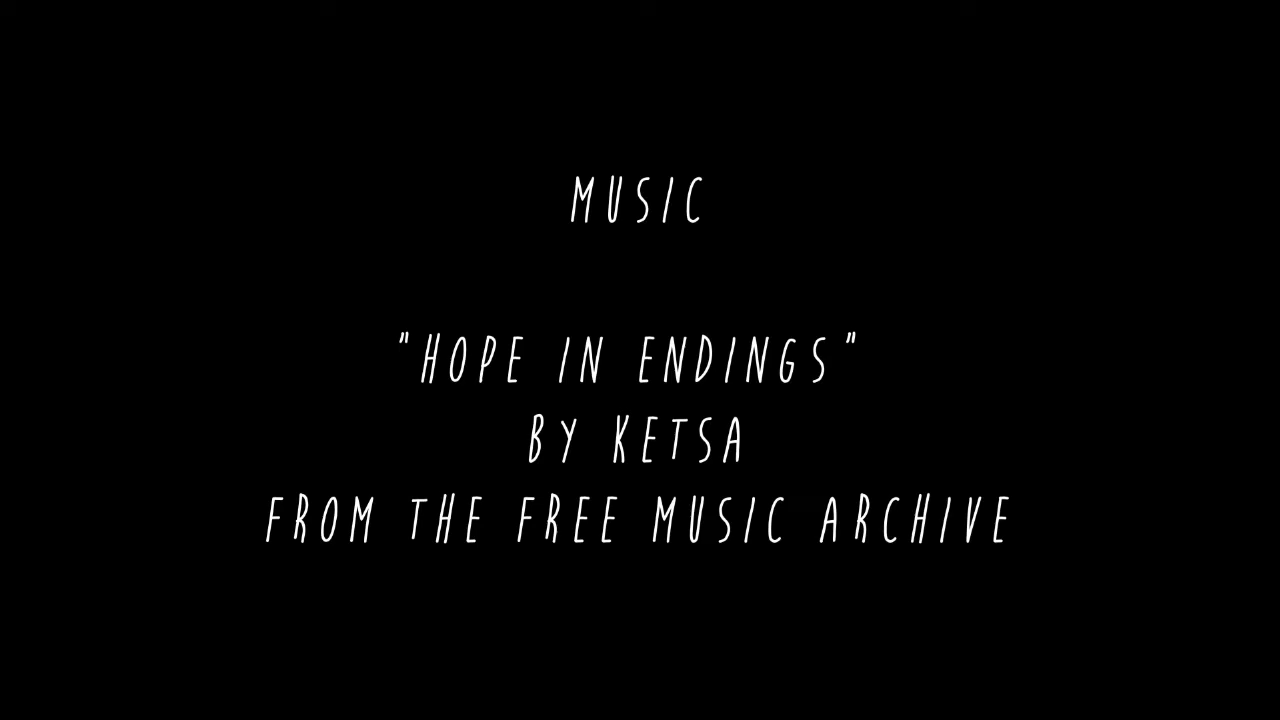 MUSIC
"HOPE IN ENDINGS"
BY KETSA
FROM THE FREE MUSIC ARCHIVE